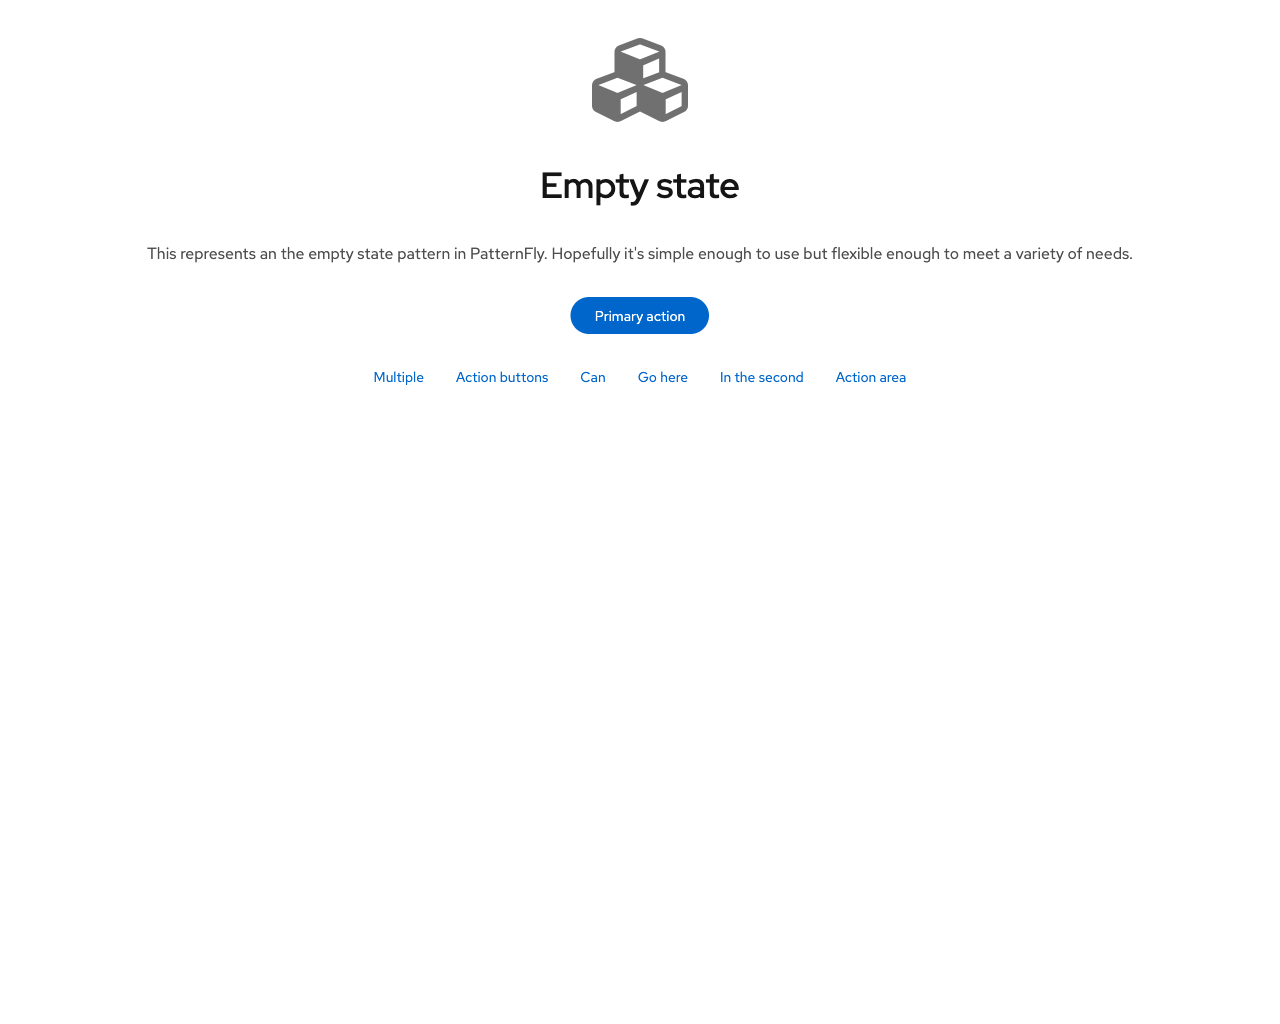 Empty state
This represents an the empty state pattern in PatternFly. Hopefully it's simple enough to use but flexible enough to meet a variety of needs.
Primary action
Multiple Action buttons Can Go here In the second Action area